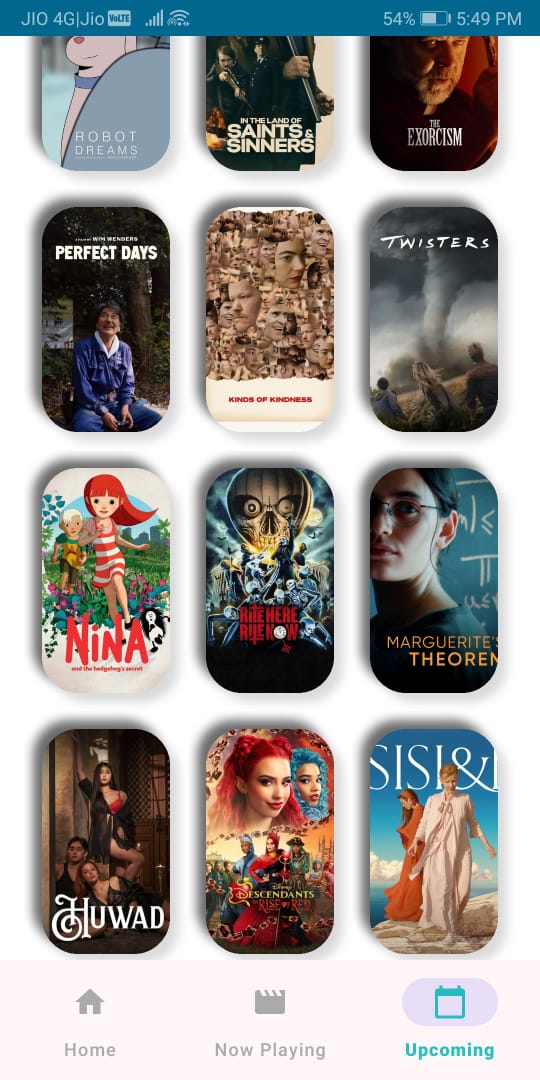 JIO 4G|Jio VoLTE
54% 5:49 PM
ROBOT
DREAMS
IN THE LAND OF
SAINTS &
SINNERS
THE
EXORCISM
WIM WENDERS
PERFECT DAYS
KINDS OF KINDNESS
TWISTERS
NiNA
and the hedgehog's secret
RITE HERE
RITE NOW
MARGUERITE'S
THEOREM
HUWAD
Disney
DESCENDANTS
THE RISE OF RED
SISI&I
Home
Now Playing
Upcoming